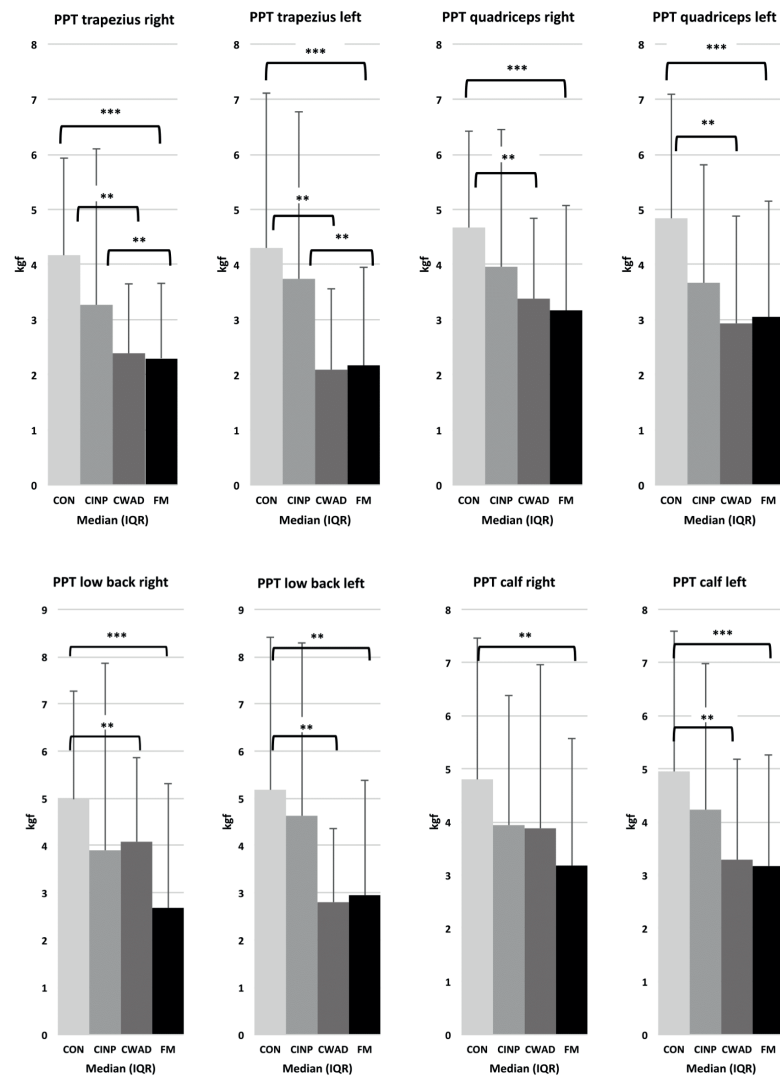 PPT trapezius right
8
7
***
6
5
**
**
4
kgf
3
2
1
0
CON CINP CWAD FM
Median (IQR)
PPT trapezius left
8
***
7
6
5
**
**
4
kgf
3
2
1
0
CON CINP CWAD FM
Median (IQR)
PPT quadriceps right
8
***
7
6
**
5
4
kgf
3
2
1
0
CON CINP CWAD FM
Median (IQR)
PPT quadriceps left
8
***
7
**
6
5
4
kgf
3
2
1
0
CON CINP CWAD FM
Median (IQR)
PPT low back right
9
***
8
7
**
6
5
kgf
4
3
2
1
0
CON CINP CWAD FM
Median (IQR)
PPT low back left
9
**
8
7
**
6
5
kgf
4
3
2
1
0
CON CINP CWAD FM
Median (IQR)
PPT calf right
8
**
7
6
5
4
kgf
3
2
1
0
CON CINP CWAD FM
Median (IQR)
PPT calf left
8
***
7
**
6
5
4
kgf
3
2
1
0
CON CINP CWAD FM
Median (IQR)